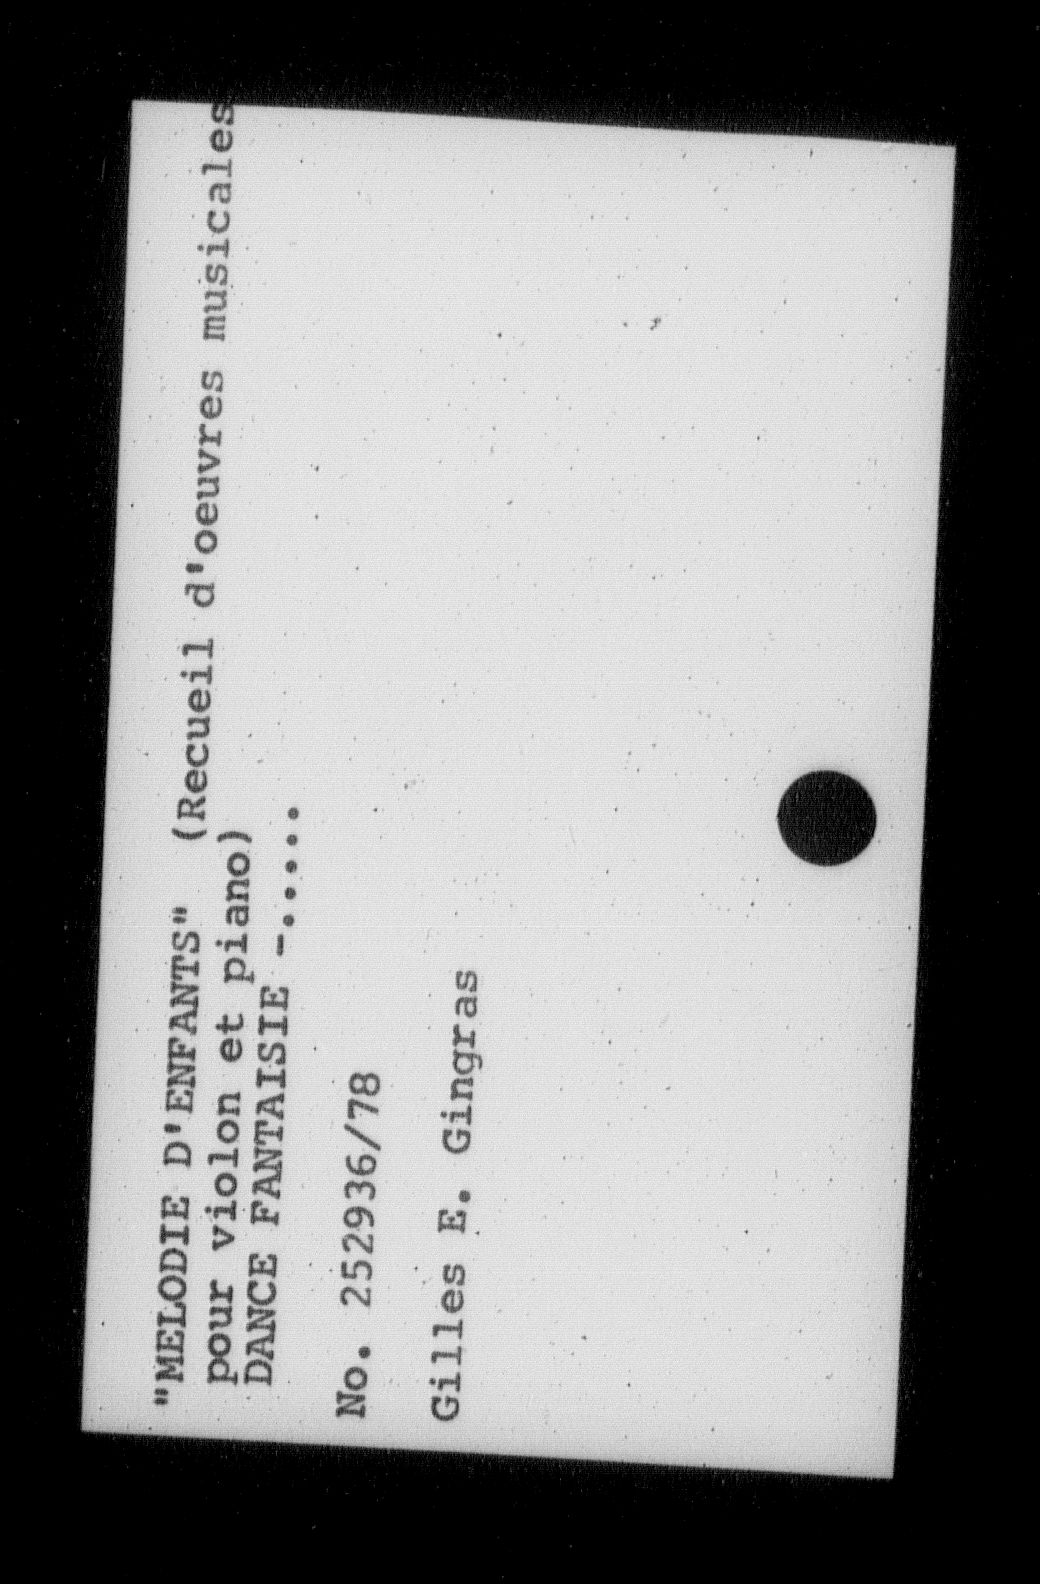 "MELODIE D'ENFANTS" (Recueil d'oeuvres musicales
pour violon et piano)
DANCE FANTAISIE -.....
No. 252936/78
Gilles E. Gingras